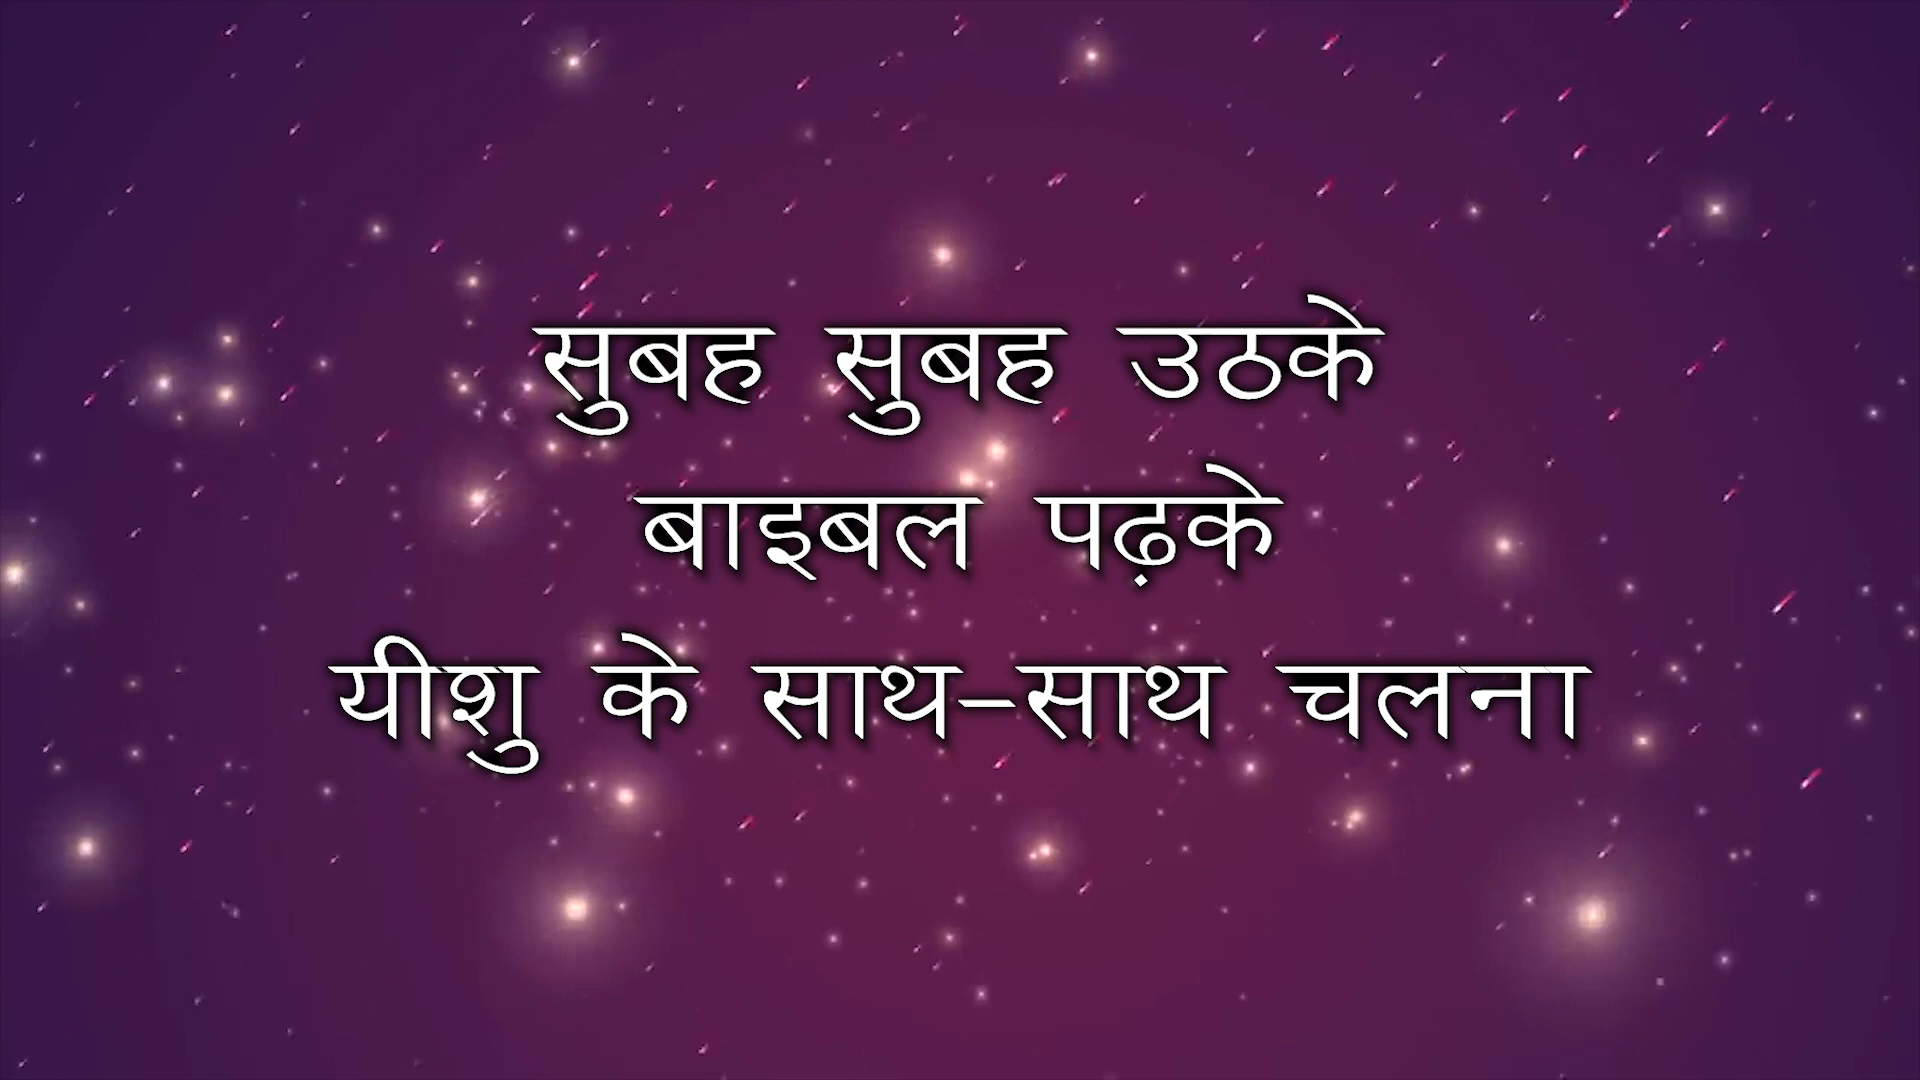 सुबह सुबह उठके
बाइबल पढ़के
यीशु के साथ-साथ चलना